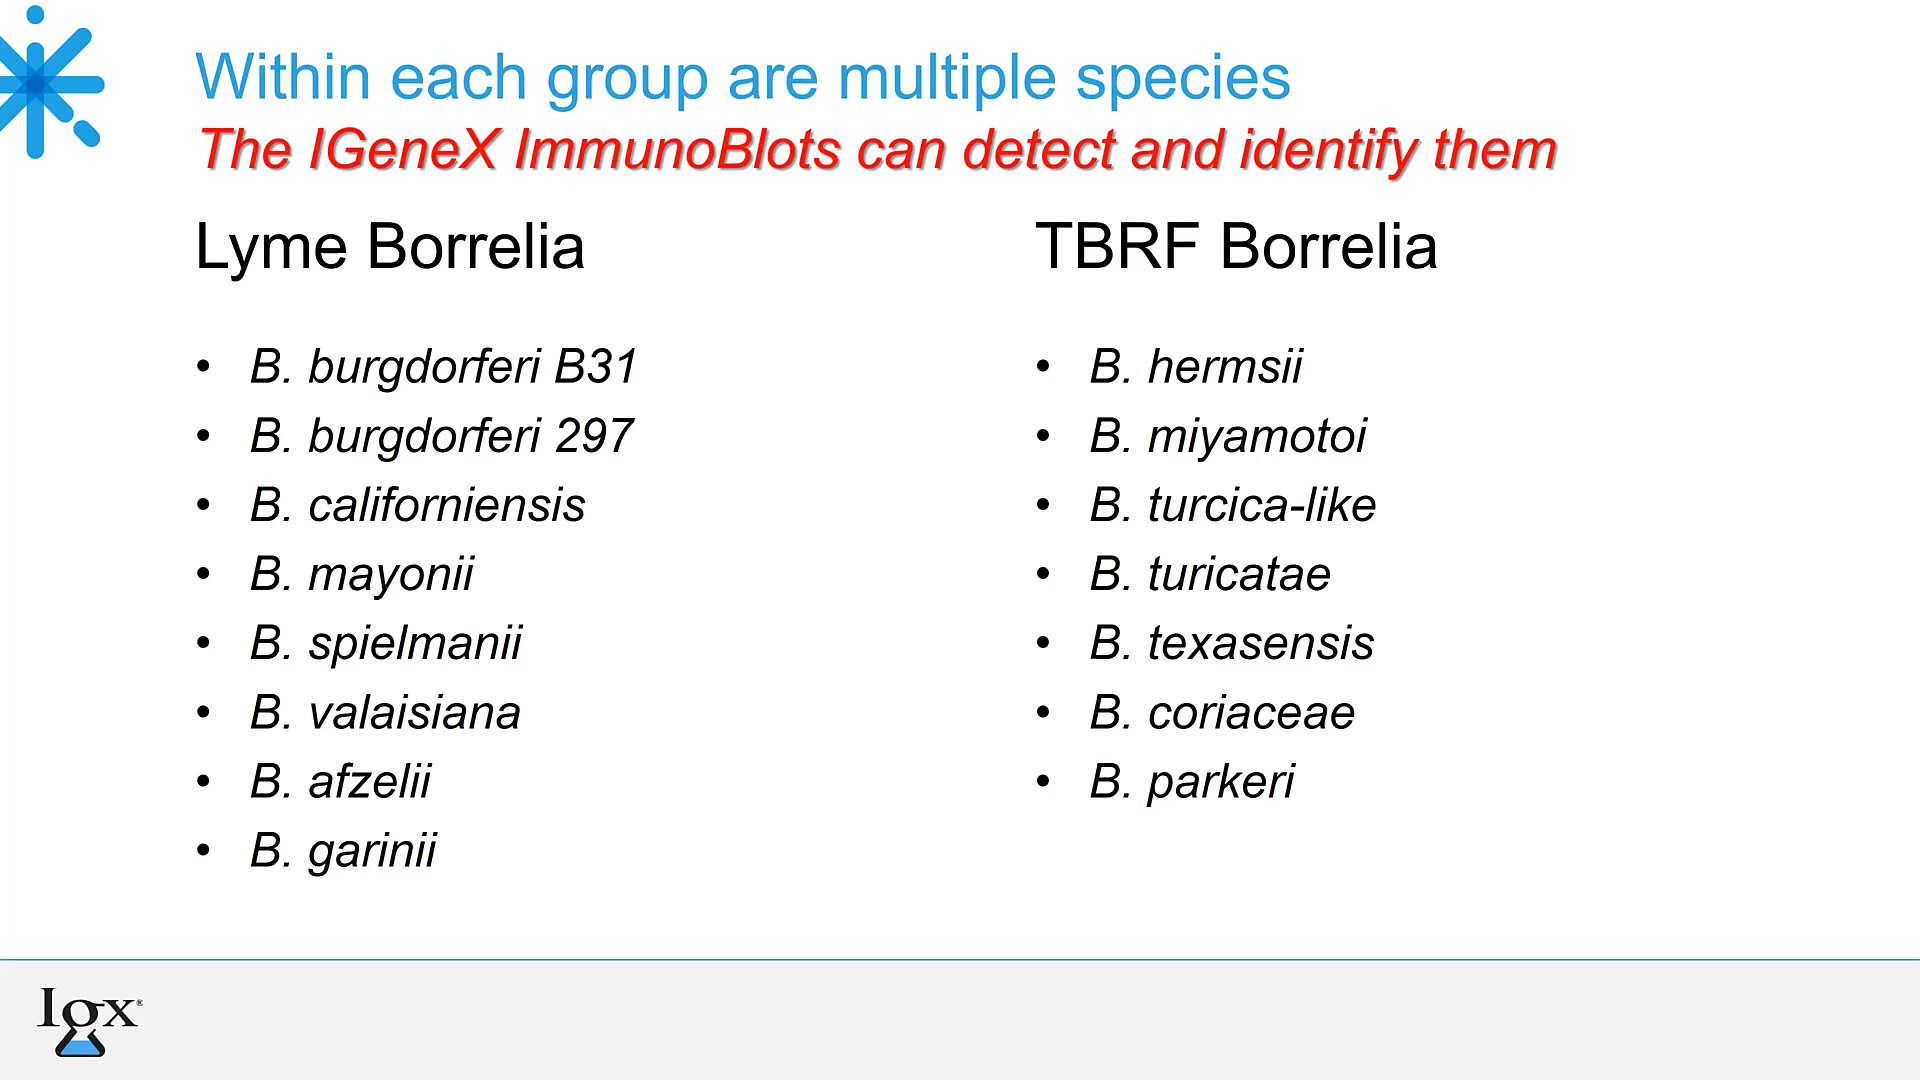 Within each group are multiple species
The IGeneX ImmunoBlots can detect and identify them
Lyme Borrelia
• B. burgdorferi B31
• B. burgdorferi 297
• B. californiensis
• B. mayonii
• B. spielmanii
• B. valaisiana
• B. afzelii
• B. garinii
TBRF Borrelia
• B. hermsii
• B. miyamotoi
• B. turcica-like
• B. turicatae
• B. texasensis
• B. coriaceae
• B. parkeri
Igx®